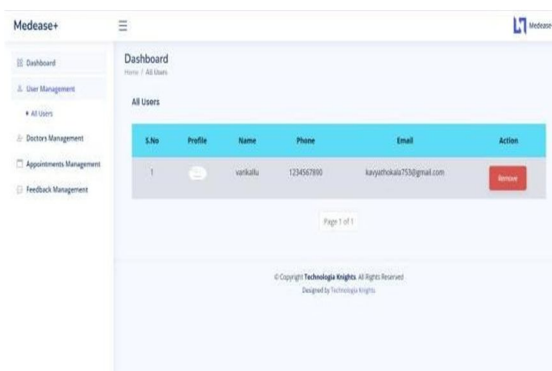 Medease+
Medease
Dashboard
User Management
All Users
Doctors Management
Appointments Management
Feedback Management
Dashboard
Home / All Users
All Users
S.No Profile Name Phone Email Action
1 varikallu 1234567890 kavyathokala753@gmail.com Remove
Page 1 of 1
© Copyright Technologia Knights. All Rights Reserved
Designed by Technologia Knights